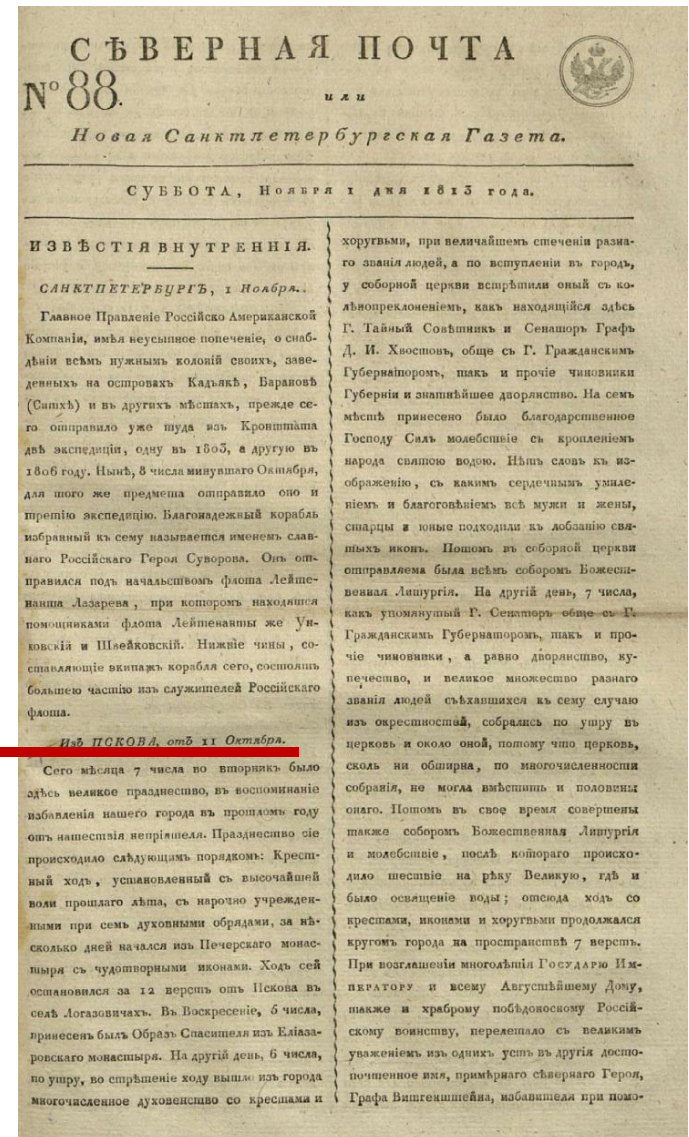 СѢВЕРНАЯ ПОЧТА
№ 88.
или
Новая Санктпетербургская Газета.
СУББОТА, Ноября 1 дня 1813 года.
ИЗВѢСТІЯ ВНУТРЕННІЯ.
САНКТПЕТЕРБУРГЪ, 1 Ноября.
Главное Правленіе Россійско Американской
Компаніи, имѣя неусыпное попеченіе, о снаб-
дѣніи всѣмъ нужнымъ колоній своихъ, заве-
денныхъ на островахъ Кадъякѣ, Барановѣ
(Ситхѣ) и въ другихъ мѣстахъ, прежде се-
го отправило уже туда изъ Кронштата
двѣ экспедиціи, одну въ 1803, а другую въ
1806 году. Нынѣ, 8 числа минувшаго Октября,
для того же предмета отправило оно и
третію экспедицію. Благонадежный корабль
избранный къ сему называется именемъ слав-
наго Россійскаго Героя Суворова. Онъ от-
правился подъ начальствомъ флота Лейте-
нанта Лазарева, при которомъ находятся
помощниками флота Лейтенанты же Ун-
ковскій и Швейковскій. Нижніе чины, со-
ставляющіе экипажъ корабля сего, состоятъ
большею частію изъ служителей Россійскаго
флота.
Изъ ПСКОВА, отъ 11 Октября.
Сего мѣсяца 7 числа во вторникъ было
здѣсь великое празднество, въ воспоминаніе
избавленія нашего города въ прошломъ году
отъ нашествія непріятеля. Празднество сіе
происходило слѣдующимъ порядкомъ: Крест-
ный ходъ, установленный съ высочайшей
воли прошлаго лѣта, съ нарочно учрежден-
ными при семъ духовными обрядами, за нѣ-
сколько дней начался изъ Печерскаго монас-
тыря съ чудотворными иконами. Ходъ сей
остановился за 12 верстъ отъ Пскова въ
селѣ Логазовичахъ. Въ Воскресеніе, 5 числа,
принесенъ былъ Образъ Спасителя изъ Еліаза-
ровскаго монастыря. На другій день, 6 числа,
по утру, во стрѣтеніе ходу вышло изъ города
многочисленное духовенство со крестами и
хоругвьми, при величайшемъ стеченіи разна-
го званія людей, а по вступленіи въ городъ,
у соборной церкви встрѣтили оный съ ко-
лѣнопреклоненіемъ, какъ находящійся здѣсь
Г. Тайный Совѣтникъ и Сенаторъ Графъ
Д. И. Хвостовъ, обще съ Г. Гражданскимъ
Губернаторомъ, такъ и прочіе чиновники
Губерніи и знатнѣйшее дворянство. На семъ
мѣстѣ принесено было благодарственное
Господу Силъ молебствіе съ кропленіемъ
народа святою водою. Нѣтъ словъ къ из-
ображенію, съ какимъ сердечнымъ умиле-
ніемъ и благоговѣніемъ всѣ мужи и жены,
старцы и юные подходили къ лобзанію свя-
тыхъ иконъ. Потомъ въ соборной церкви
отправляема была всѣмъ соборомъ Божест-
венная Литургія. На другій день, 7 числа,
какъ упомянутый Г. Сенаторъ обще съ Г.
Гражданскимъ Губернаторомъ, такъ и про-
чіе чиновники, а равно дворянство, ку-
печество, и великое множество разнаго
званія людей съѣхавшихся къ сему случаю
изъ окрестностей, собрались по утру въ
церковь и около оной, потому что церковь,
сколь ни обширна, по многочисленности
собранія, не могла вмѣстить и половины
онаго. Потомъ въ свое время совершены
также соборомъ Божественная Литургія
и молебствіе, послѣ котораго происхо-
дило шествіе на рѣку Великую, гдѣ и
было освященіе воды; отсюда ходъ со
крестами, иконами и хоругвьми продолжался
кругомъ города на пространствѣ 7 верстъ.
При возглашеніи многолѣтія Государю Им-
ператору и всему Августѣйшему Дому,
также и храброму побѣдоносному Россій-
скому воинству, перелетало съ великимъ
уваженіемъ изъ однихъ устъ въ другія досто-
почтенное имя, примѣрнаго сѣвернаго Героя,
Графа Витгенштейна, избавителя при помо-